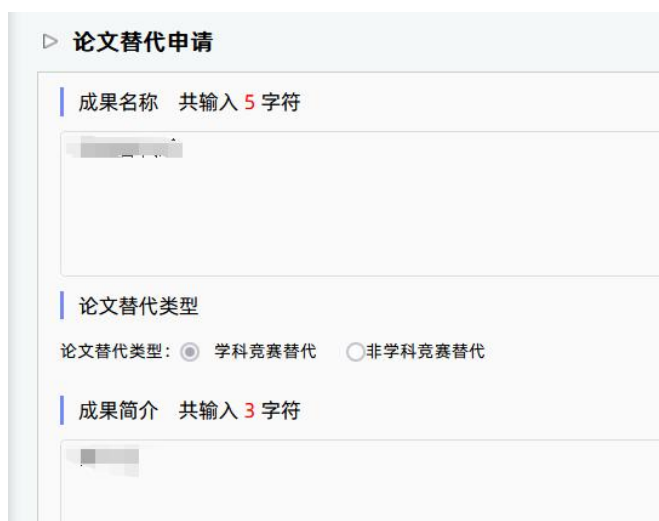 论文替代申请
成果名称 共输入 5 字符
论文替代类型
论文替代类型： 学科竞赛替代 非学科竞赛替代
成果简介 共输入 3 字符